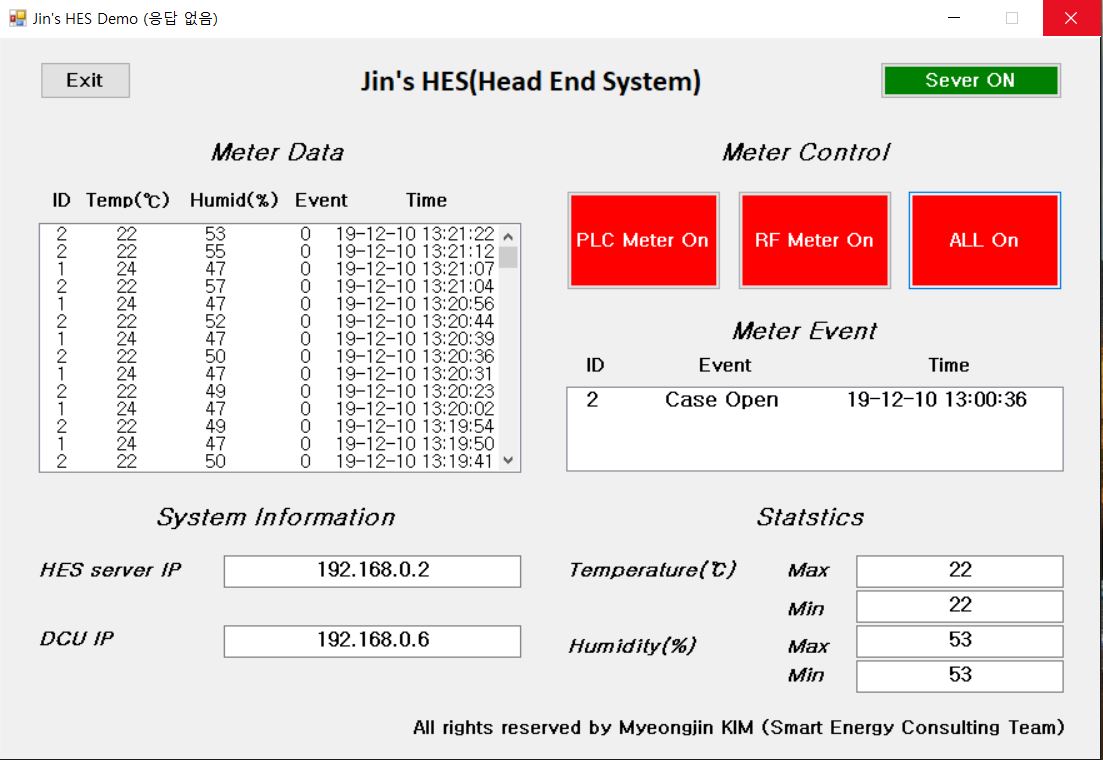 Jin's HES Demo (응답 없음)
Exit
Jin's HES(Head End System)
Sever ON
Meter Data
ID Temp(℃) Humid(%) Event Time
2 22 53 0 19-12-10 13:21:22
2 22 55 0 19-12-10 13:21:12
1 24 47 0 19-12-10 13:21:07
2 22 57 0 19-12-10 13:21:04
1 24 47 0 19-12-10 13:20:56
2 22 52 0 19-12-10 13:20:44
1 24 47 0 19-12-10 13:20:39
2 22 50 0 19-12-10 13:20:36
1 24 47 0 19-12-10 13:20:31
2 22 49 0 19-12-10 13:20:23
1 24 47 0 19-12-10 13:20:02
2 22 49 0 19-12-10 13:19:54
1 24 47 0 19-12-10 13:19:50
2 22 50 0 19-12-10 13:19:41
Meter Control
PLC Meter On RF Meter On ALL On
Meter Event
ID Event Time
2 Case Open 19-12-10 13:00:36
System Information
HES server IP 192.168.0.2
DCU IP 192.168.0.6
Statstics
Temperature(℃) Max 22
Min 22
Humidity(%) Max 53
Min 53
All rights reserved by Myeongjin KIM (Smart Energy Consulting Team)